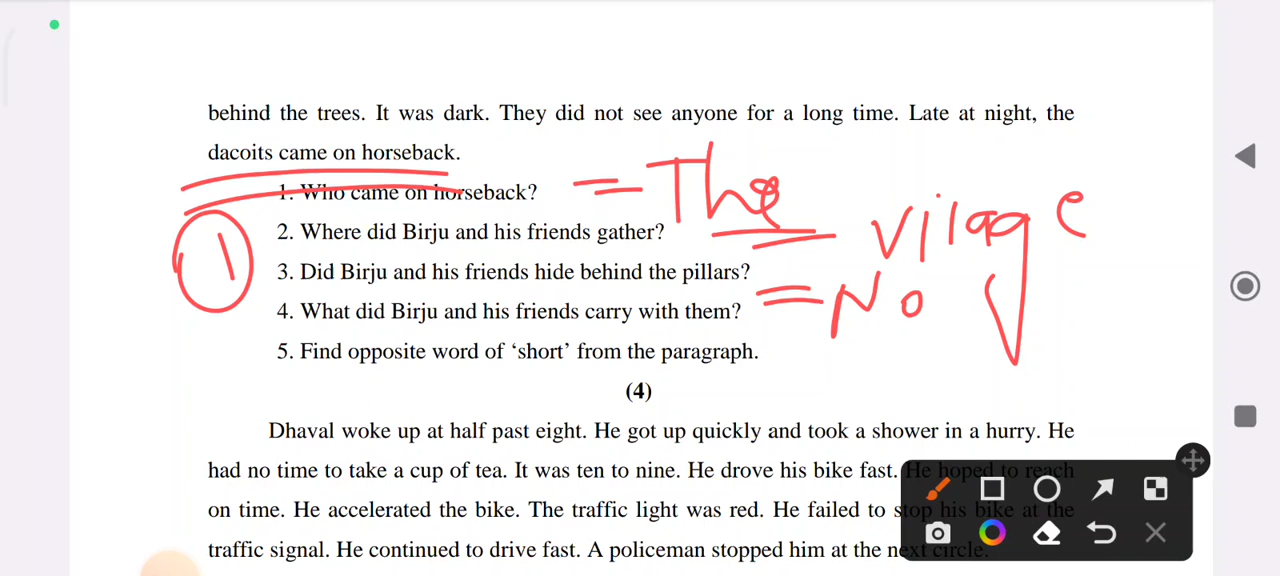 behind the trees. It was dark. They did not see anyone for a long time. Late at night, the
dacoits came on horseback.
1. Who came on horseback? = The
2. Where did Birju and his friends gather? Vilage
3. Did Birju and his friends hide behind the pillars? = No
1
4. What did Birju and his friends carry with them?
5. Find opposite word of ‘short’ from the paragraph.
(4)
Dhaval woke up at half past eight. He got up quickly and took a shower in a hurry. He
had no time to take a cup of tea. It was ten to nine. He drove his bike fast. He hoped to reach
on time. He accelerated the bike. The traffic light was red. He failed to stop his bike at the
traffic signal. He continued to drive fast. A policeman stopped him at the next circle.